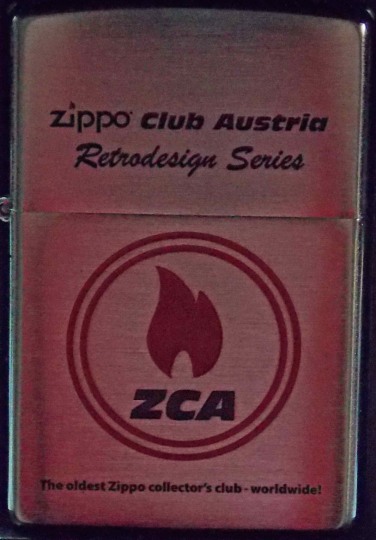 Zippo Club Austria
Retrodesign Series
ZCA
The oldest Zippo collector's club - worldwide!